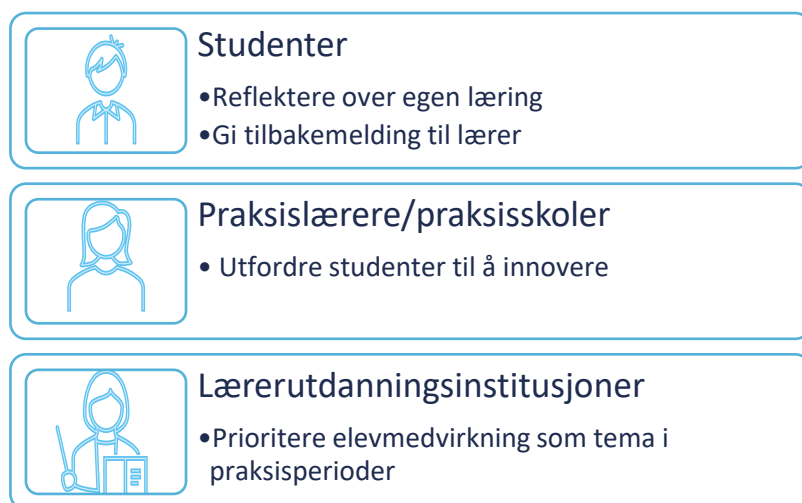 Studenter
•Reflektere over egen læring
•Gi tilbakemelding til lærer
Praksislærere/praksisskoler
• Utfordre studenter til å innovere
Lærerutdanningsinstitusjoner
•Prioritere elevmedvirkning som tema i
praksisperioder